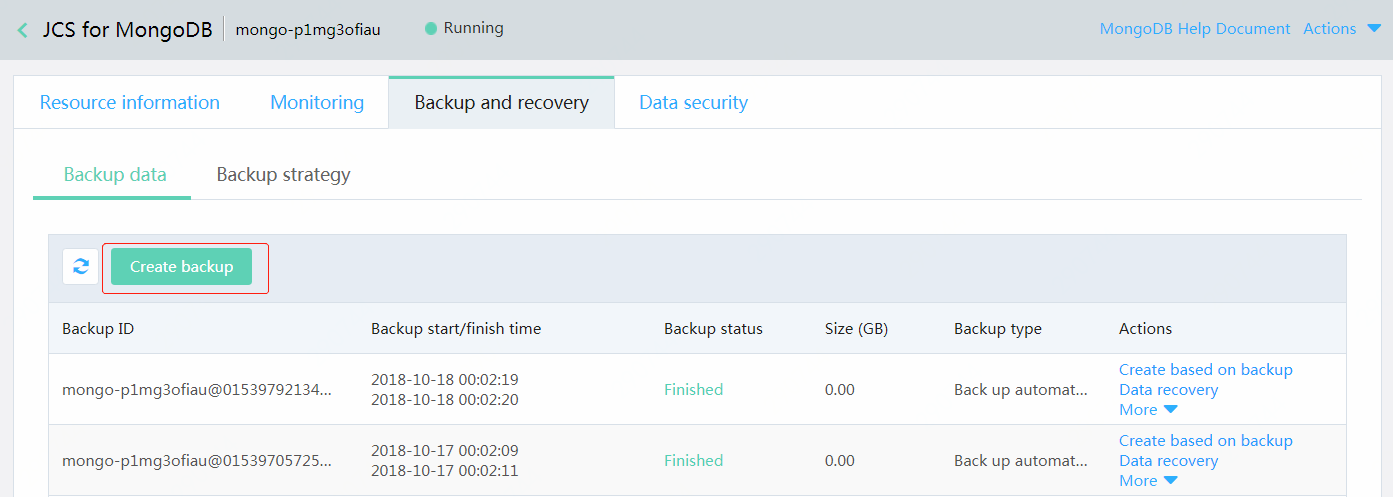 JCS for MongoDB mongo-p1mg3ofiau Running MongoDB Help Document Actions
Resource information Monitoring Backup and recovery Data security
Backup data Backup strategy
Create backup
Backup ID Backup start/finish time Backup status Size (GB) Backup type Actions
mongo-p1mg3ofiau@01539792134... 2018-10-18 00:02:19 Finished 0.00 Back up automat... Create based on backup
2018-10-18 00:02:20 Data recovery
More
mongo-p1mg3ofiau@01539705725... 2018-10-17 00:02:09 Finished 0.00 Back up automat... Create based on backup
2018-10-17 00:02:11 Data recovery
More